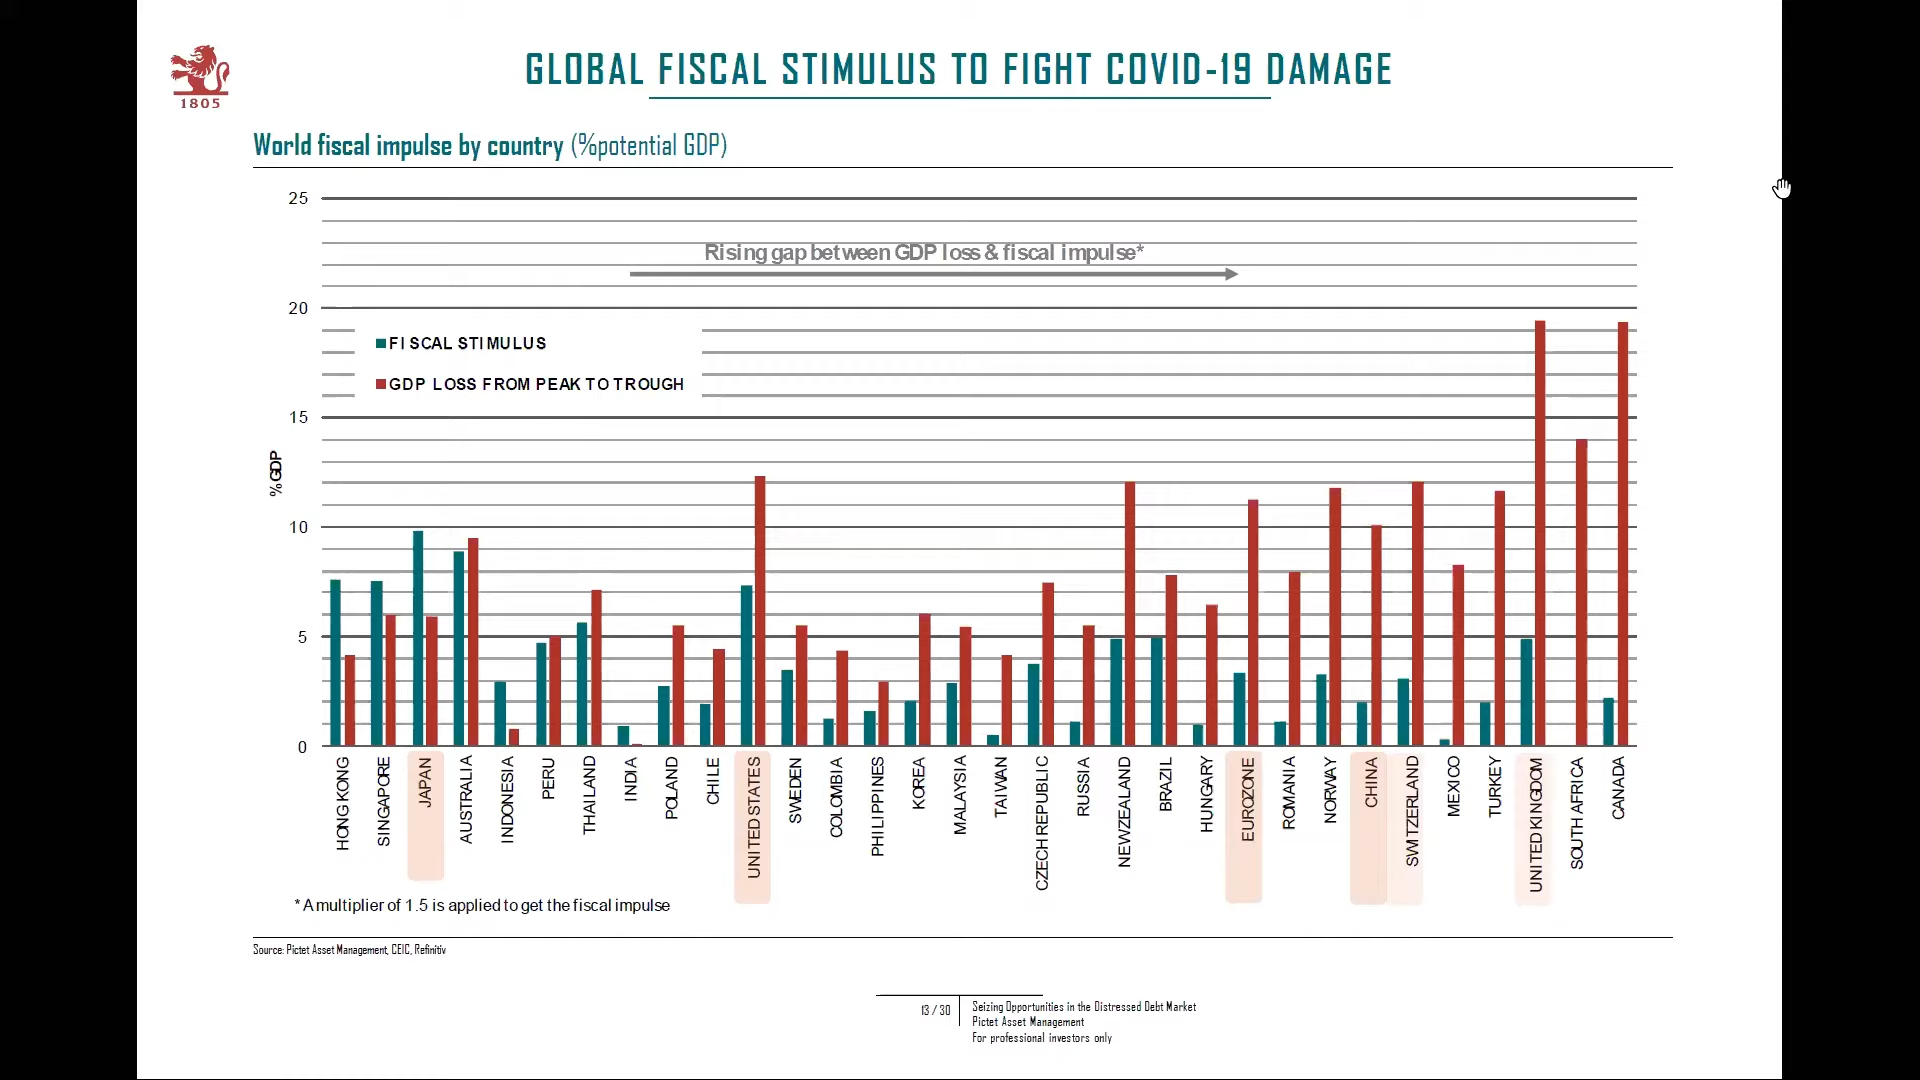 1805
GLOBAL FISCAL STIMULUS TO FIGHT COVID-19 DAMAGE
World fiscal impulse by country (%potential GDP)
25
Rising gap between GDP loss & fiscal impulse*
20
FISCAL STIMULUS
GDP LOSS FROM PEAK TO TROUGH
15
%GDP
10
5
0
HONG KONG
SINGAPORE
JAPAN
AUSTRALIA
INDONESIA
PERU
THAILAND
INDIA
POLAND
CHILE
UNITED STATES
SWEDEN
COLOMBIA
PHILIPPINES
KOREA
MALAYSIA
TAIWAN
CZECH REPUBLIC
RUSSIA
NEW ZEALAND
BRAZIL
HUNGARY
EUROZONE
ROMANIA
NORWAY
CHINA
SWITZERLAND
MEXICO
TURKEY
UNITED KINGDOM
SOUTH AFRICA
CANADA
* A multiplier of 1.5 is applied to get the fiscal impulse
Source: Pictet Asset Management, CEIC, Refinitiv
13 / 30
Seizing Opportunities in the Distressed Debt Market
Pictet Asset Management
For professional investors only